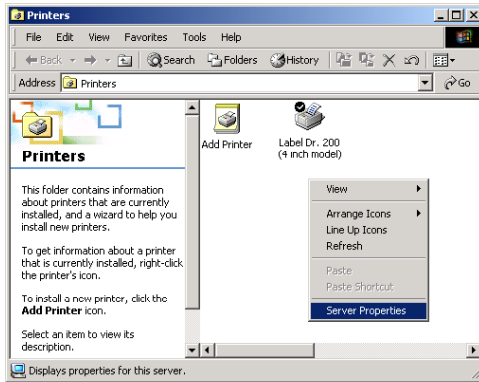 Printers
File Edit View Favorites Tools Help
Back Search Folders History
Address Printers Go
Printers
This folder contains information
about printers that are currently
installed, and a wizard to help you
install new printers.
To get information about a printer
that is currently installed, right-click
the printer's icon.
To install a new printer, click the
Add Printer icon.
Select an item to view its
description.
Add Printer
Label Dr. 200
(4 inch model)
View
Arrange Icons
Line Up Icons
Refresh
Paste
Paste Shortcut
Server Properties
Displays properties for this server.